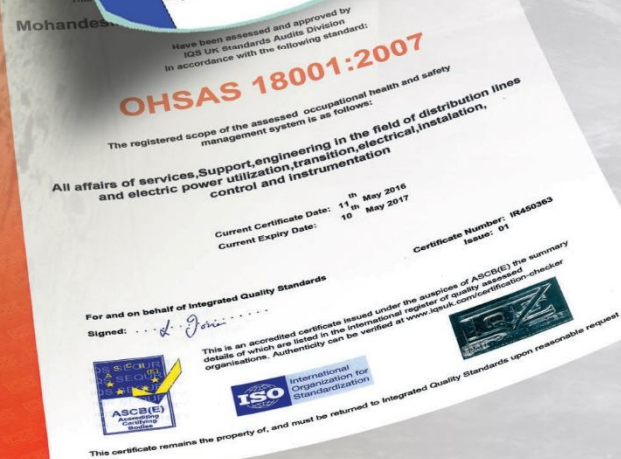 Mohandes
Have been assessed and approved by
IQS UK Standards Audits Division
In accordance with the following standard:
OHSAS 18001:2007
The registered scope of the assessed occupational health and safety
management system is as follows:
All affairs of services,Support,engineering in the field of distribution lines
and electric power utilization,transition,electrical,instalation,
control and instrumentation
Current Certificate Date: 11th May 2016
Current Expiry Date: 10th May 2017
Certificate Number: IR450363
Issue: 01
For and on behalf of Integrated Quality Standards
Signed:
This is an accredited certificate issued under the auspices of ASCB(E) the summary
details of which are listed in the international register of quality assessed
organisations. Authenticity can be verified at www.iqsuk.com/certification-checker
ASCB(E)
Accrediting
Certifying
Bodies
ISO
International
Organization for
Standardization
This certificate remains the property of, and must be returned to Integrated Quality Standards upon reasonable request